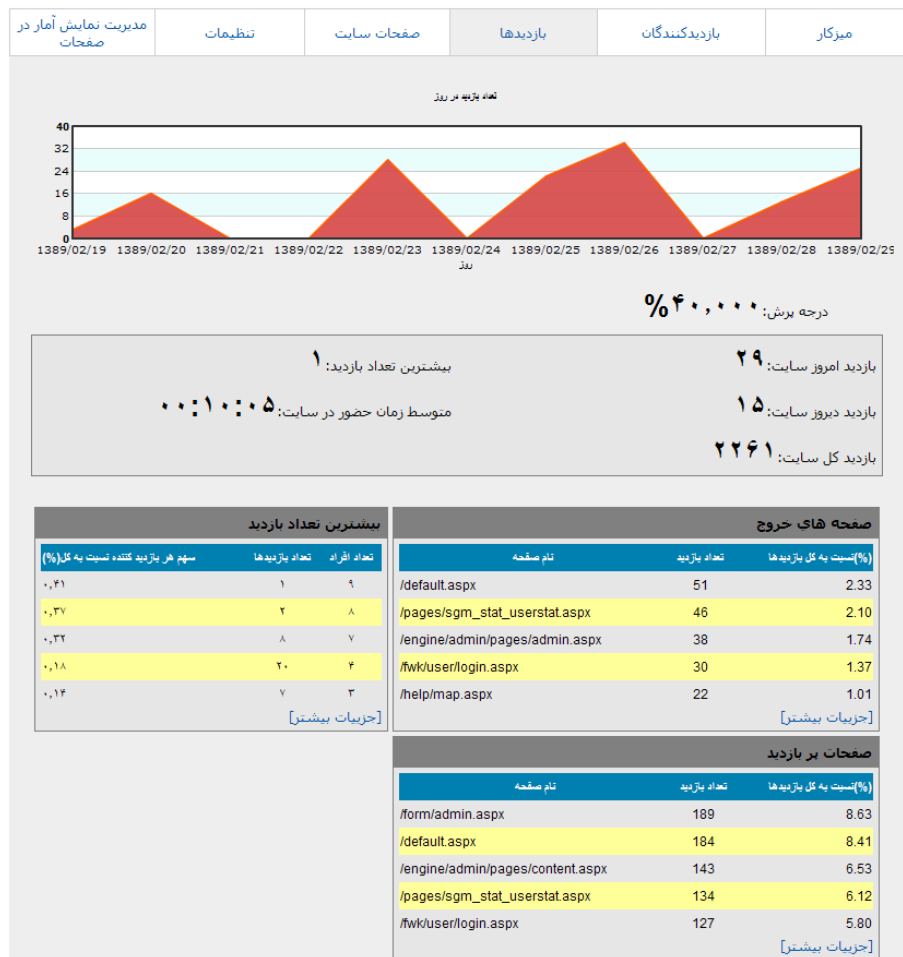 میزکار
بازدیدکنندگان
بازدیدها
صفحات سایت
تنظیمات
مدیریت نمایش آمار در
صفحات
تعداد بازدید در روز
40
32
24
16
8
0
1389/02/19 1389/02/20 1389/02/21 1389/02/22 1389/02/23 1389/02/24 1389/02/25 1389/02/26 1389/02/27 1389/02/28 1389/02/29
روز
درجه پرش: %۴۰,۰۰۰
بازدید امروز سایت: ۲۹
بیشترین تعداد بازدید: ۱
بازدید دیروز سایت: ۱۵
متوسط زمان حضور در سایت: ۰۰:۱۰:۰۵
بازدید کل سایت: ۲۲۶۱
صفحه هاي خروج
(%)نسبت به کل بازدیدها تعداد بازدید نام صفحه
/default.aspx 51 2.33
/pages/sgm_stat_userstat.aspx 46 2.10
/engine/admin/pages/admin.aspx 38 1.74
/fwk/user/login.aspx 30 1.37
/help/map.aspx 22 1.01
[جزییات بیشتر]
بیشترین تعداد بازدید
تعداد افراد تعداد بازدیدها سهم هر بازدید کننده نسبت به کل(%)
۹ ۱ ۰,۴۱
۸ ۲ ۰,۳۷
۷ ۸ ۰,۳۲
۴ ۲۰ ۰,۱۸
۳ ۷ ۰,۱۴
[جزییات بیشتر]
صفحات پر بازدید
(%)نسبت به کل بازدیدها تعداد بازدید نام صفحه
/form/admin.aspx 189 8.63
/default.aspx 184 8.41
/engine/admin/pages/content.aspx 143 6.53
/pages/sgm_stat_userstat.aspx 134 6.12
/fwk/user/login.aspx 127 5.80
[جزییات بیشتر]